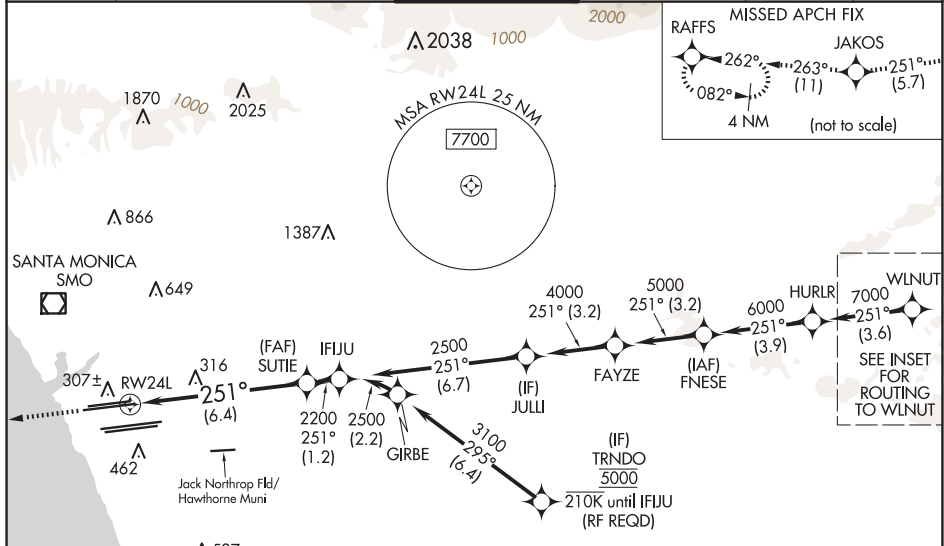 2000
1000
2038
1870
1000
2025
MSA RW24L 25 NM
7700
MISSED APCH FIX
RAFFS
JAKOS
262°
263°
(11)
251°
(5.7)
082°
4 NM
(not to scale)
866
1387
SANTA MONICA
SMO
649
316
307±
RW24L
462
251°
(6.4)
(FAF)
SUTIE
IFIJU
2200
251°
(1.2)
2500
(2.2)
GIRBE
2500
251°
(6.7)
(IF)
JULLI
4000
251° (3.2)
FAYZE
5000
251° (3.2)
(IAF)
FNESE
6000
251°
(3.9)
HURLR
7000
251°
(3.6)
WLNUT
SEE INSET
FOR
ROUTING
TO WLNUT
3100
295°
(6.4)
(IF)
TRNDO
5000
210K until IFIJU
(RF REQD)
Jack Northrop Fld/
Hawthorne Muni